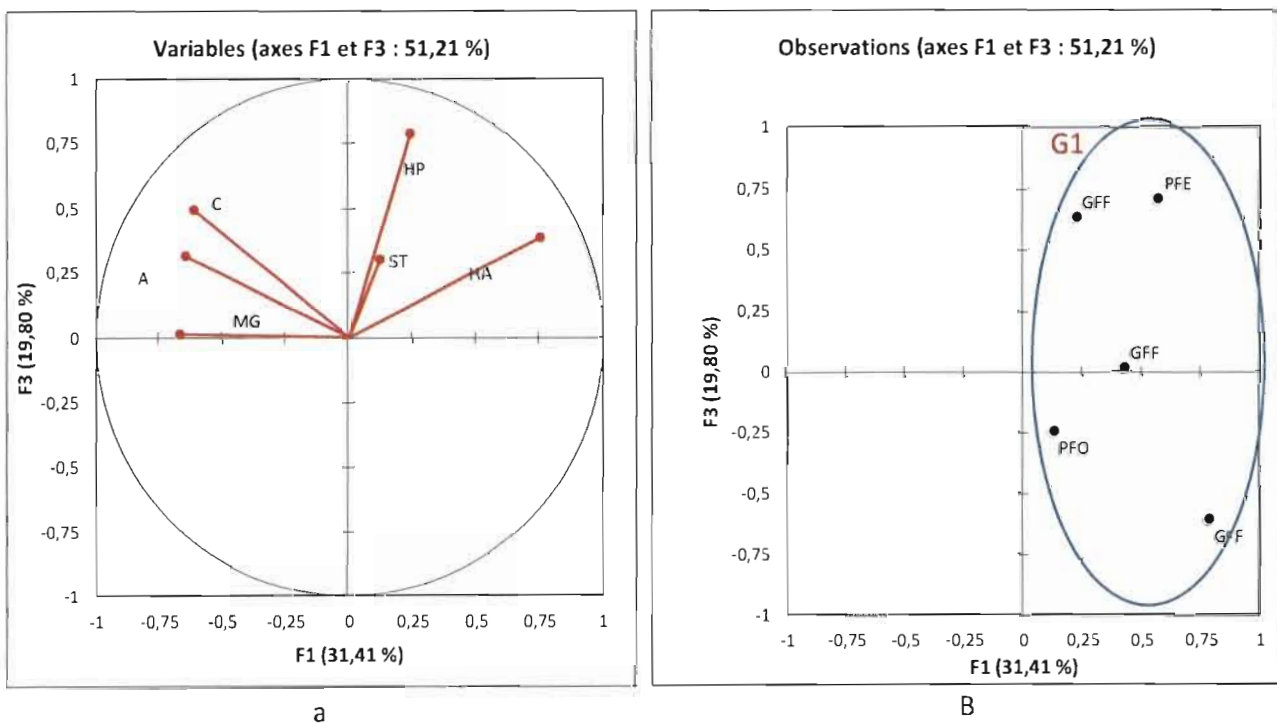 Variables (axes F1 et F3 : 51,21 %)
1
0,75
0,5
0,25
0
-0,25
-0,5
-0,75
-1
F3 (19,80 %)
HP
C
ST
HA
A
MG
-1
-0,75
-0,5
-0,25
0
0,25
0,5
0,75
1
F1 (31,41 %)
a
Observations (axes F1 et F3 : 51,21 %)
1
0,75
0,5
0,25
0
-0,25
-0,5
-0,75
-1
F3 (19,80 %)
G1
GFF
PFE
GFF
PFO
GFF
-1
-0,75
-0,5
-0,25
0
0,25
0,5
0,75
1
F1 (31,41 %)
B